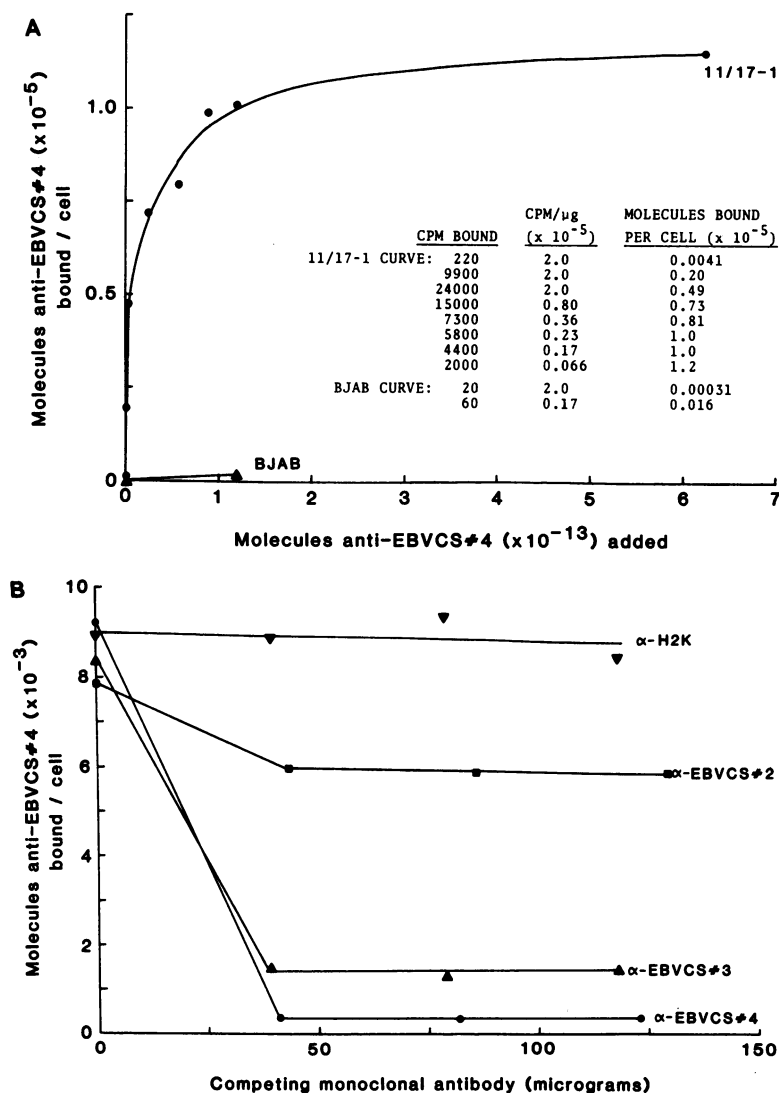 A
Molecules anti-EBVCS#4 (x10⁻⁵)
bound / cell
1.0
0.5
0
11/17-1
CPM/µg MOLECULES BOUND
CPM BOUND (x 10⁻⁵) PER CELL (x 10⁻⁵)
11/17-1 CURVE: 220 2.0 0.0041
9900 2.0 0.20
24000 2.0 0.49
15000 0.80 0.73
7300 0.36 0.81
5800 0.23 1.0
4400 0.17 1.0
2000 0.066 1.2
BJAB CURVE: 20 2.0 0.00031
60 0.17 0.016
BJAB
0 1 2 3 4 5 6 7
Molecules anti-EBVCS#4 (x10⁻¹³) added
B
Molecules anti-EBVCS#4 (x10⁻³)
bound / cell
10
8
6
4
2
0
α-H2K
α-EBVCS#2
α-EBVCS#3
α-EBVCS#4
0 50 100 150
Competing monoclonal antibody (micrograms)